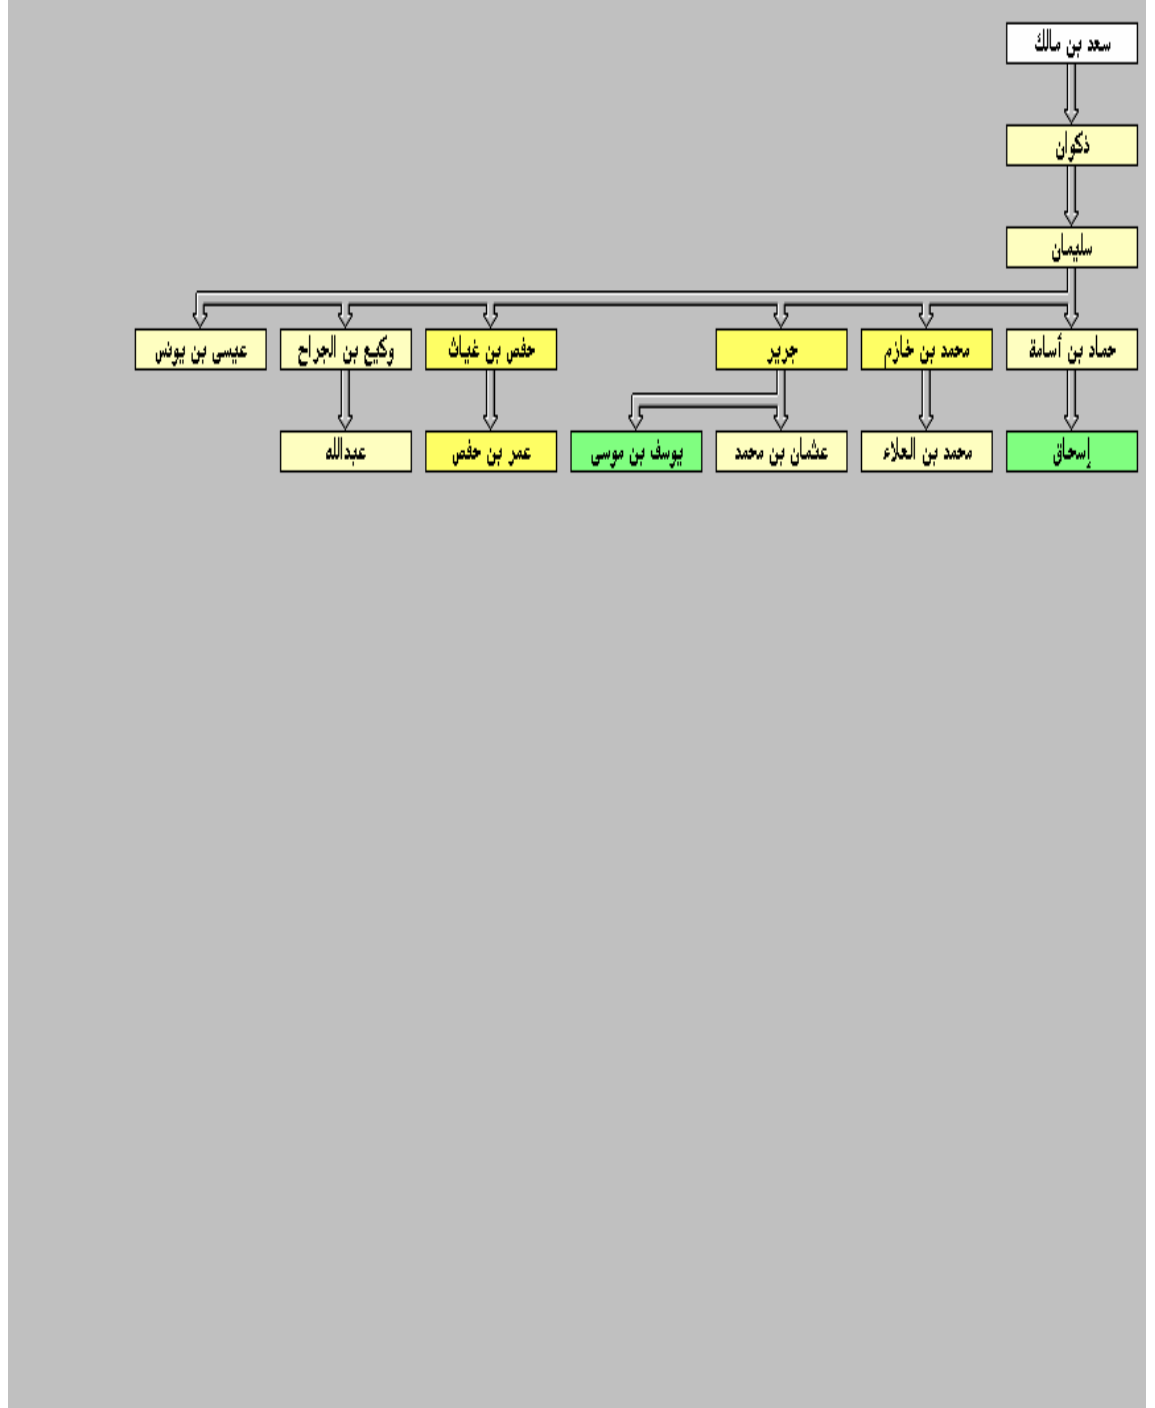 سعد بن مالك
ذكوان
سليمان
حماد بن أسامة
محمد بن خازم
جرير
حفص بن غياث
وكيع بن الجراح
عيسى بن يونس
إسحاق
محمد بن العلاء
عثمان بن محمد
يوسف بن موسى
عمر بن حفص
عبدالله